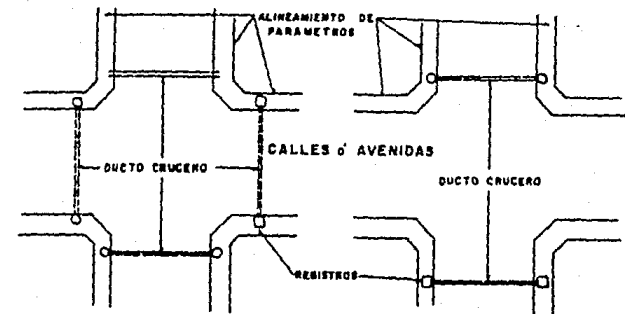 ALINEAMIENTO DE
PARAMETROS
CALLES ó AVENIDAS
DUCTO CRUCERO
DUCTO CRUCERO
REGISTROS